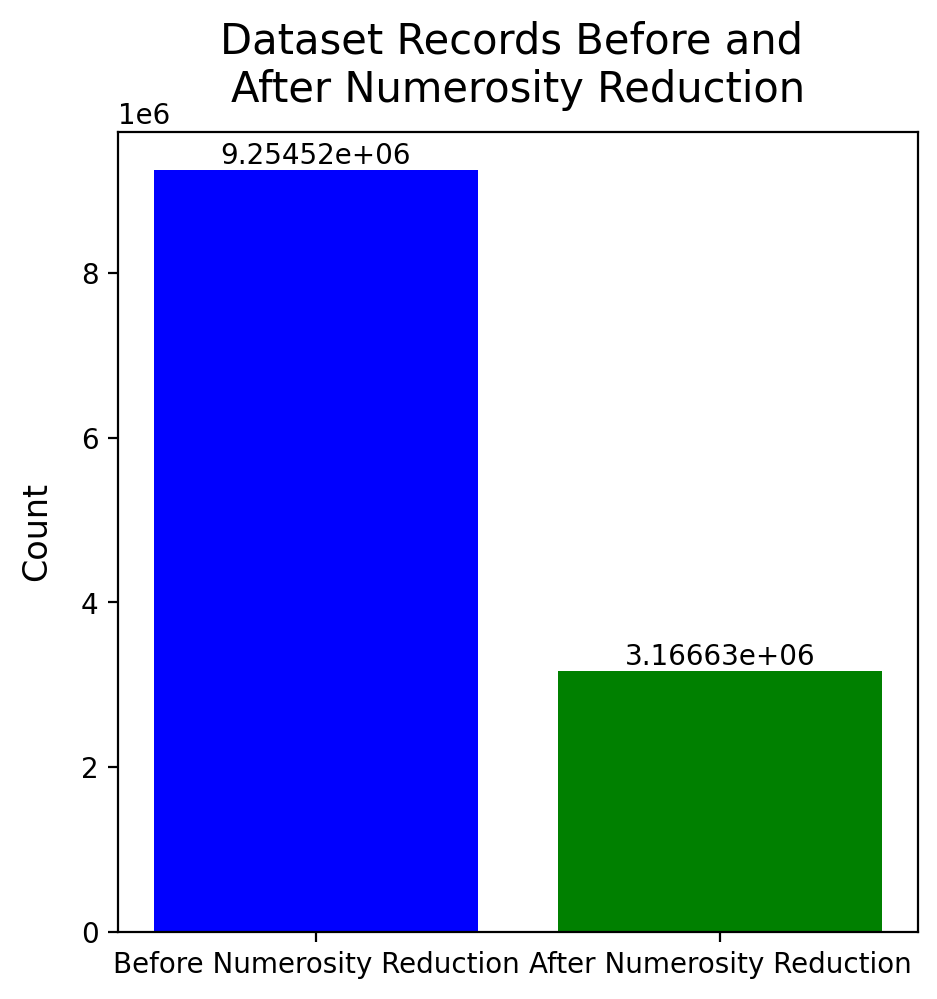 Dataset Records Before and
After Numerosity Reduction
1e6
9.25452e+06
8
6
Count
4
3.16663e+06
2
0
Before Numerosity Reduction After Numerosity Reduction